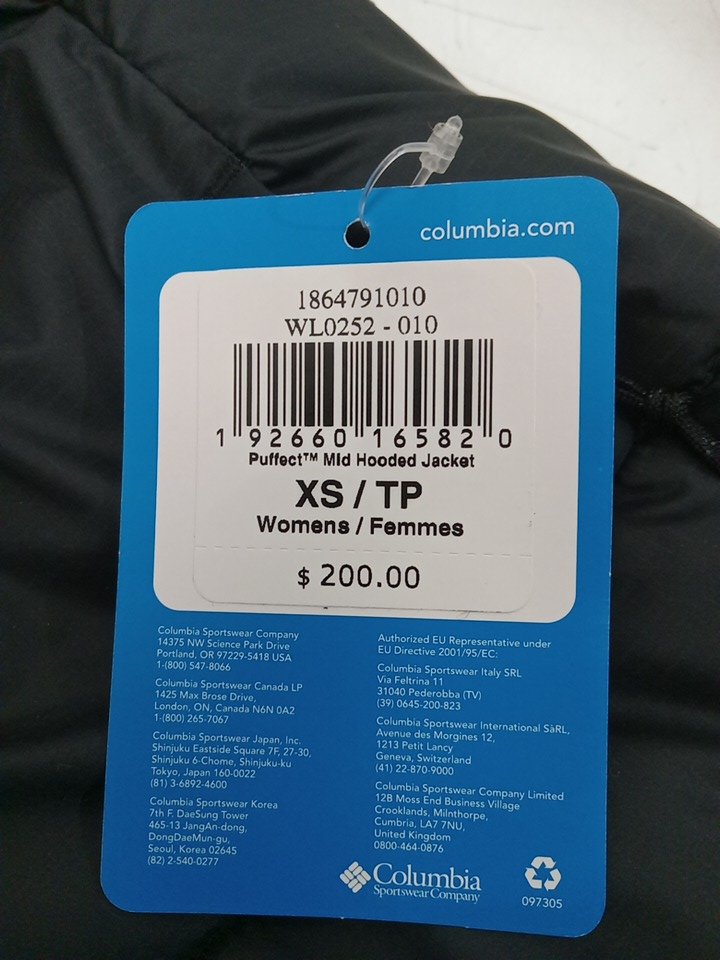 columbia.com
1864791010
WL0252 - 010
1 92660 16582 0
Puffect™ Mid Hooded Jacket
XS / TP
Womens / Femmes
$ 200.00
Columbia Sportswear Company
14375 NW Science Park Drive
Portland, OR 97229-5418 USA
1-(800) 547-8066
Columbia Sportswear Canada LP
1425 Max Brose Drive,
London, ON, Canada N6N 0A2
1-(800) 265-7067
Columbia Sportswear Japan, Inc.
Shinjuku Eastside Square 7F, 27-30,
Shinjuku 6-Chome, Shinjuku-ku
Tokyo, Japan 160-0022
(81) 3-6892-4600
Columbia Sportswear Korea
7th F. DaeSung Tower
465-13 JangAn-dong,
DongDaeMun-gu,
Seoul, Korea 02645
(82) 2-540-0277
Authorized EU Representative under
EU Directive 2001/95/EC:
Columbia Sportswear Italy SRL
Via Feltrina 11
31040 Pederobba (TV)
(39) 0645-200-823
Columbia Sportswear International SàRL,
Avenue des Morgines 12,
1213 Petit Lancy
Geneva, Switzerland
(41) 22-870-9000
Columbia Sportswear Company Limited
12B Moss End Business Village
Crooklands, Milnthorpe,
Cumbria, LA7 7NU,
United Kingdom
0800-464-0876
Columbia
Sportswear Company
097305